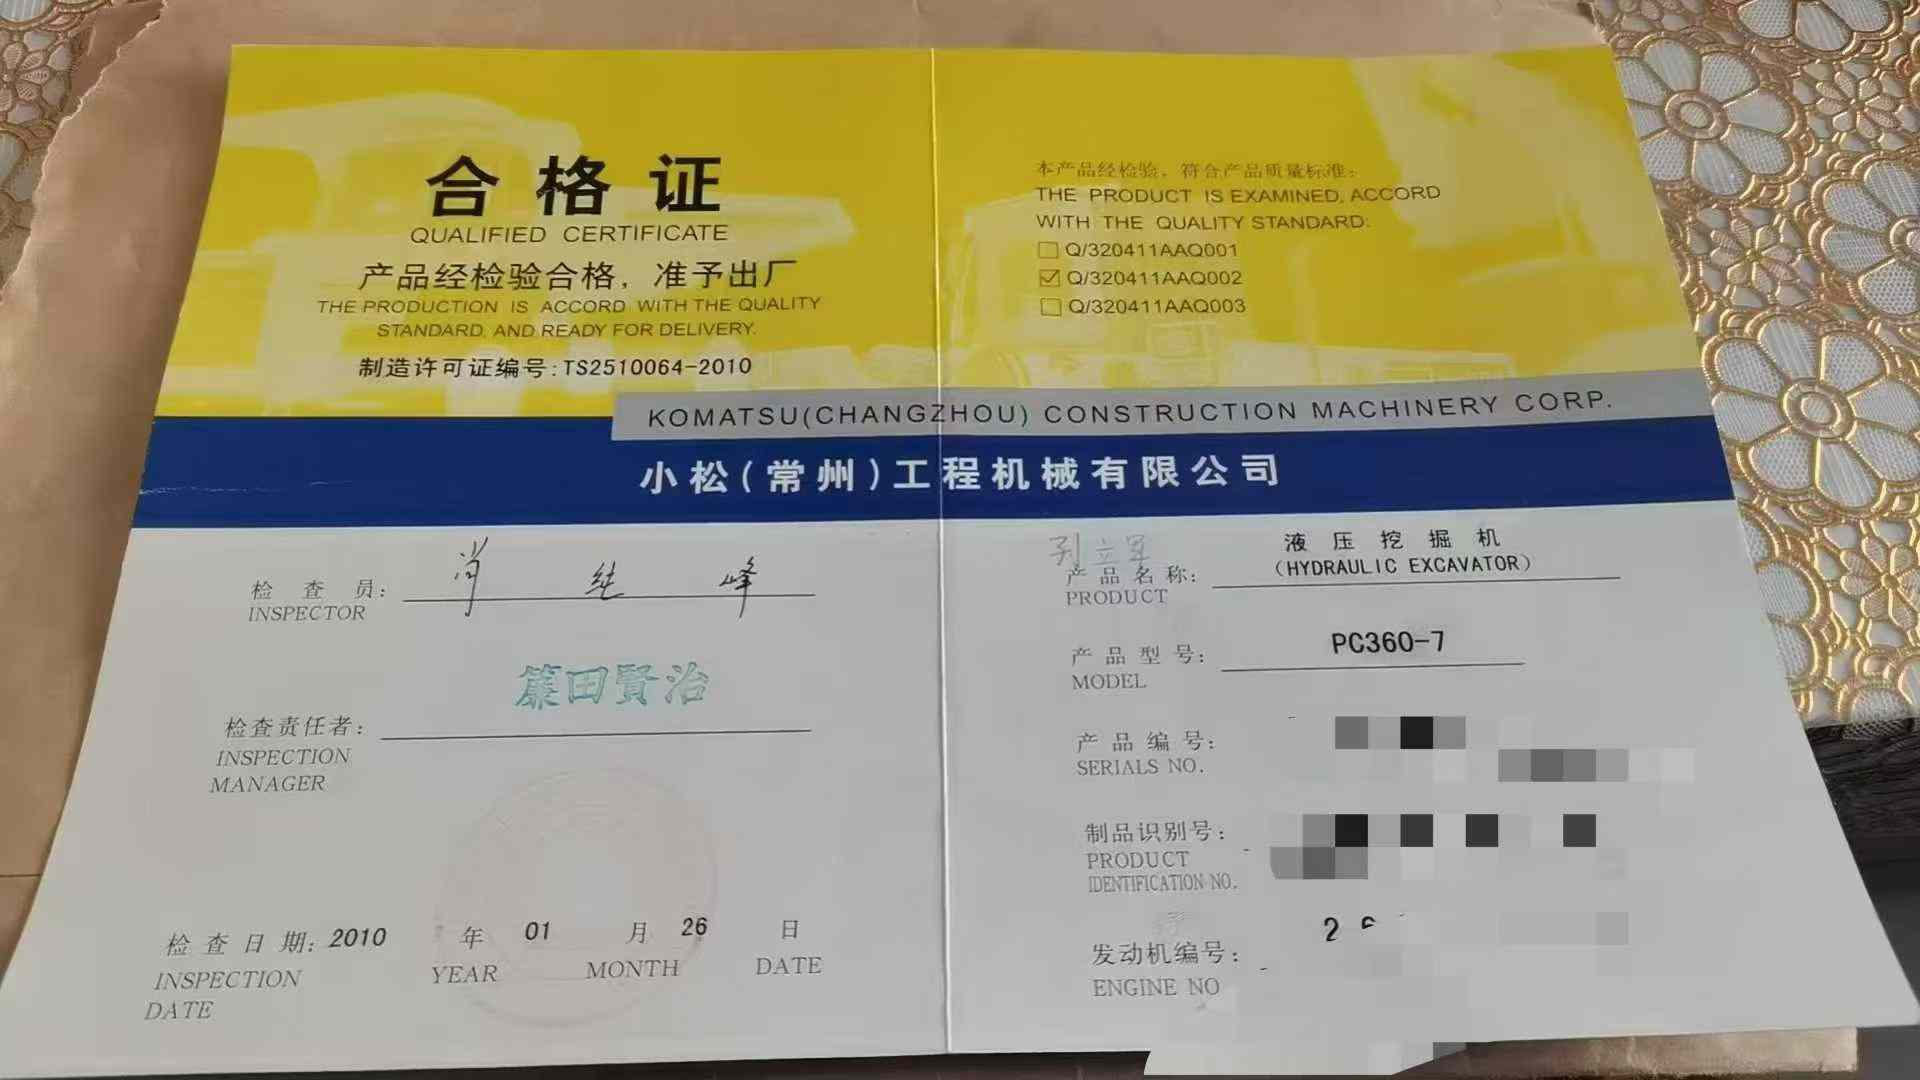 合格证
QUALIFIED CERTIFICATE
产品经检验合格，准予出厂
THE PRODUCTION IS ACCORD WITH THE QUALITY
STANDARD, AND READY FOR DELIVERY.
制造许可证编号:TS2510064-2010
本产品经检验，符合产品质量标准:
THE PRODUCT IS EXAMINED, ACCORD
WITH THE QUALITY STANDARD:
Q/320411AAQ001
Q/320411AAQ002
Q/320411AAQ003
KOMATSU(CHANGZHOU) CONSTRUCTION MACHINERY CORP.
小松(常州)工程机械有限公司
检查员: 肖纯峰
INSPECTOR
簾田賢治
检查责任者:
INSPECTION
MANAGER
检查日期: 2010 年 01 月 26 日
INSPECTION YEAR MONTH DATE
DATE
液压挖掘机
产品名称: (HYDRAULIC EXCAVATOR)
PRODUCT
产品型号: PC360-7
MODEL
产品编号:
SERIALS NO.
制品识别号:
PRODUCT
IDENTIFICATION NO.
发动机编号: 2
ENGINE NO